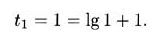 t₁ = 1 = lg 1 + 1.